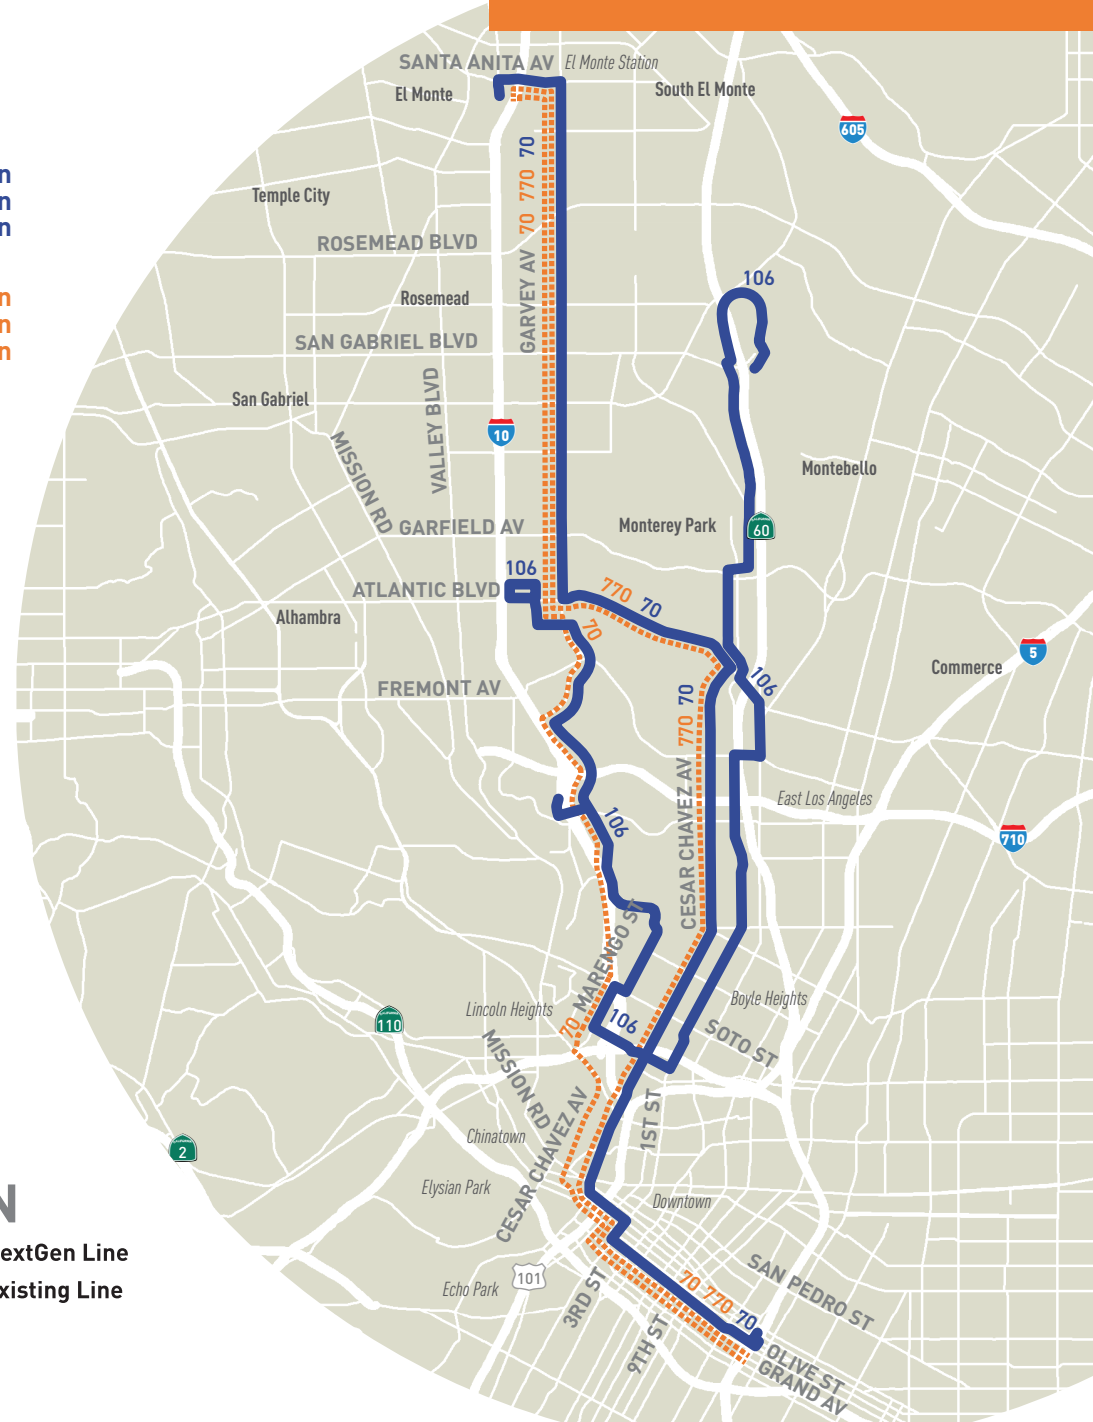 SANTA ANITA AV
El Monte Station
El Monte
South El Monte
605
70
770
70
n
n
n
Temple City
ROSEMEAD BLVD
GARVEY AV
106
n
n
n
Rosemead
SAN GABRIEL BLVD
San Gabriel
VALLEY BLVD
10
MISSION RD
Montebello
GARFIELD AV
Monterey Park
60
106
ATLANTIC BLVD
770
70
Alhambra
70
5
Commerce
FREMONT AV
106
70
770
CESAR CHAVEZ AV
East Los Angeles
106
710
MARENGO ST
Boyle Heights
Lincoln Heights
110
70
106
SOTO ST
MISSION RD
1ST ST
CESAR CHAVEZ AV
Chinatown
2
Elysian Park
Downtown
N
extGen Line
xisting Line
101
Echo Park
3RD ST
70
770
70
SAN PEDRO ST
9TH ST
OLIVE ST
GRAND AV